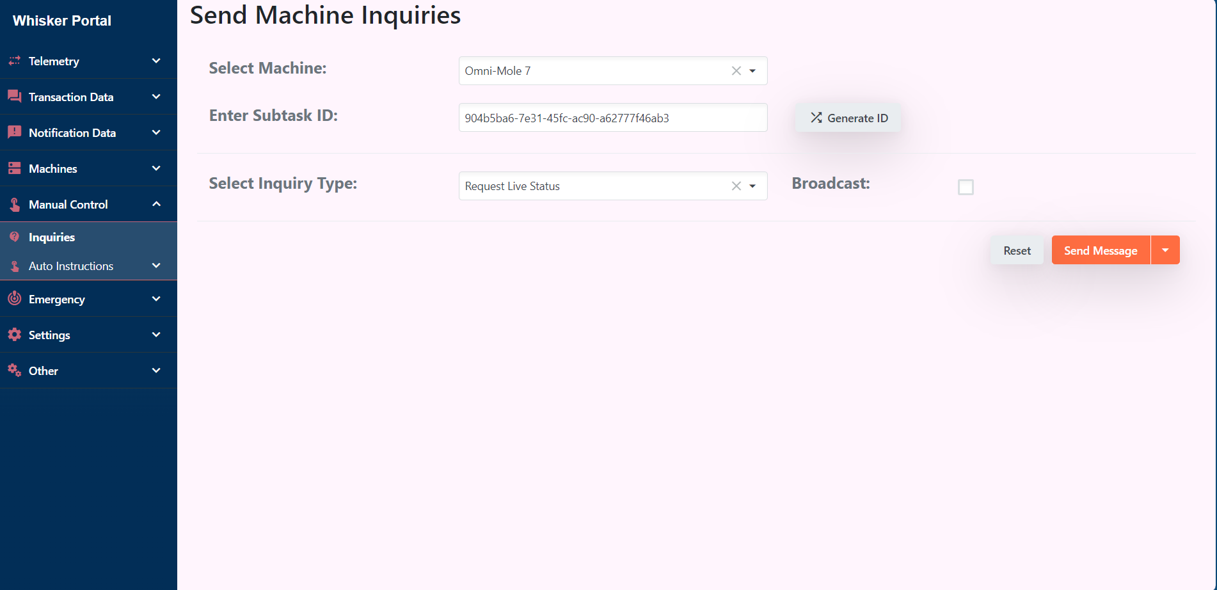 Whisker Portal
Telemetry
Transaction Data
Notification Data
Machines
Manual Control
Inquiries
Auto Instructions
Emergency
Settings
Other
Send Machine Inquiries
Select Machine:
Omni-Mole 7
Enter Subtask ID:
904b5ba6-7e31-45fc-ac90-a62777f46ab3
Generate ID
Select Inquiry Type:
Request Live Status
Broadcast:
Reset
Send Message